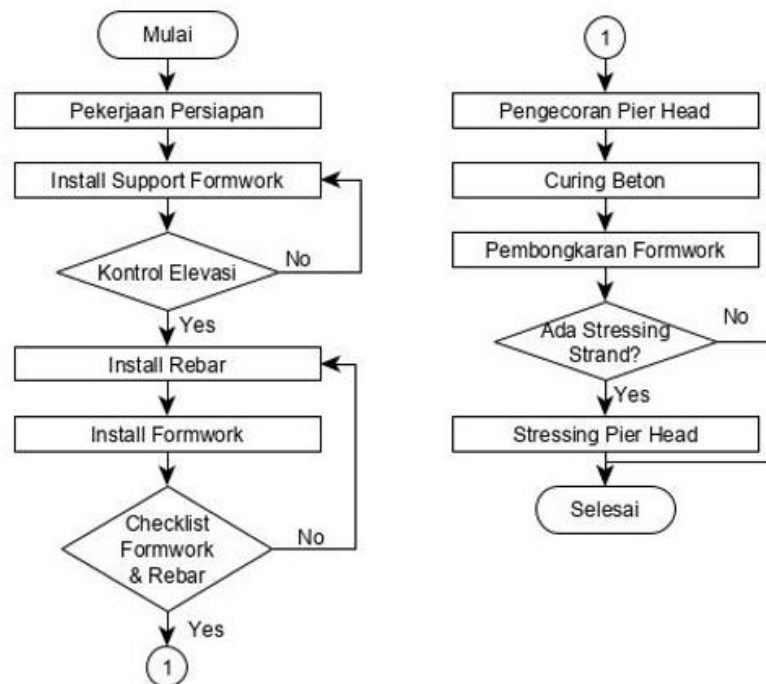 Mulai
Pekerjaan Persiapan
Install Support Formwork
Kontrol Elevasi
No
Yes
Install Rebar
Install Formwork
Checklist
Formwork
& Rebar
No
Yes
1
1
Pengecoran Pier Head
Curing Beton
Pembongkaran Formwork
Ada Stressing
Strand?
No
Yes
Stressing Pier Head
Selesai